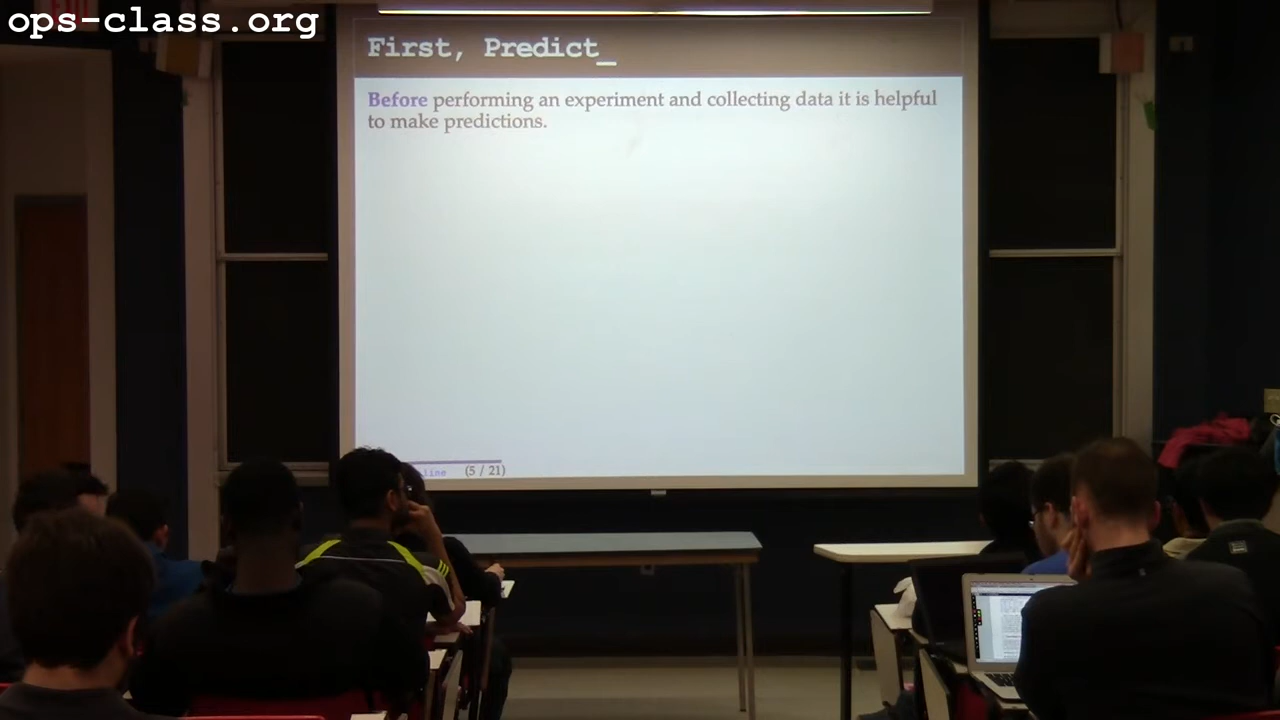 ops-class.org
First, Predict_
Before performing an experiment and collecting data it is helpful
to make predictions.
(5 / 21)